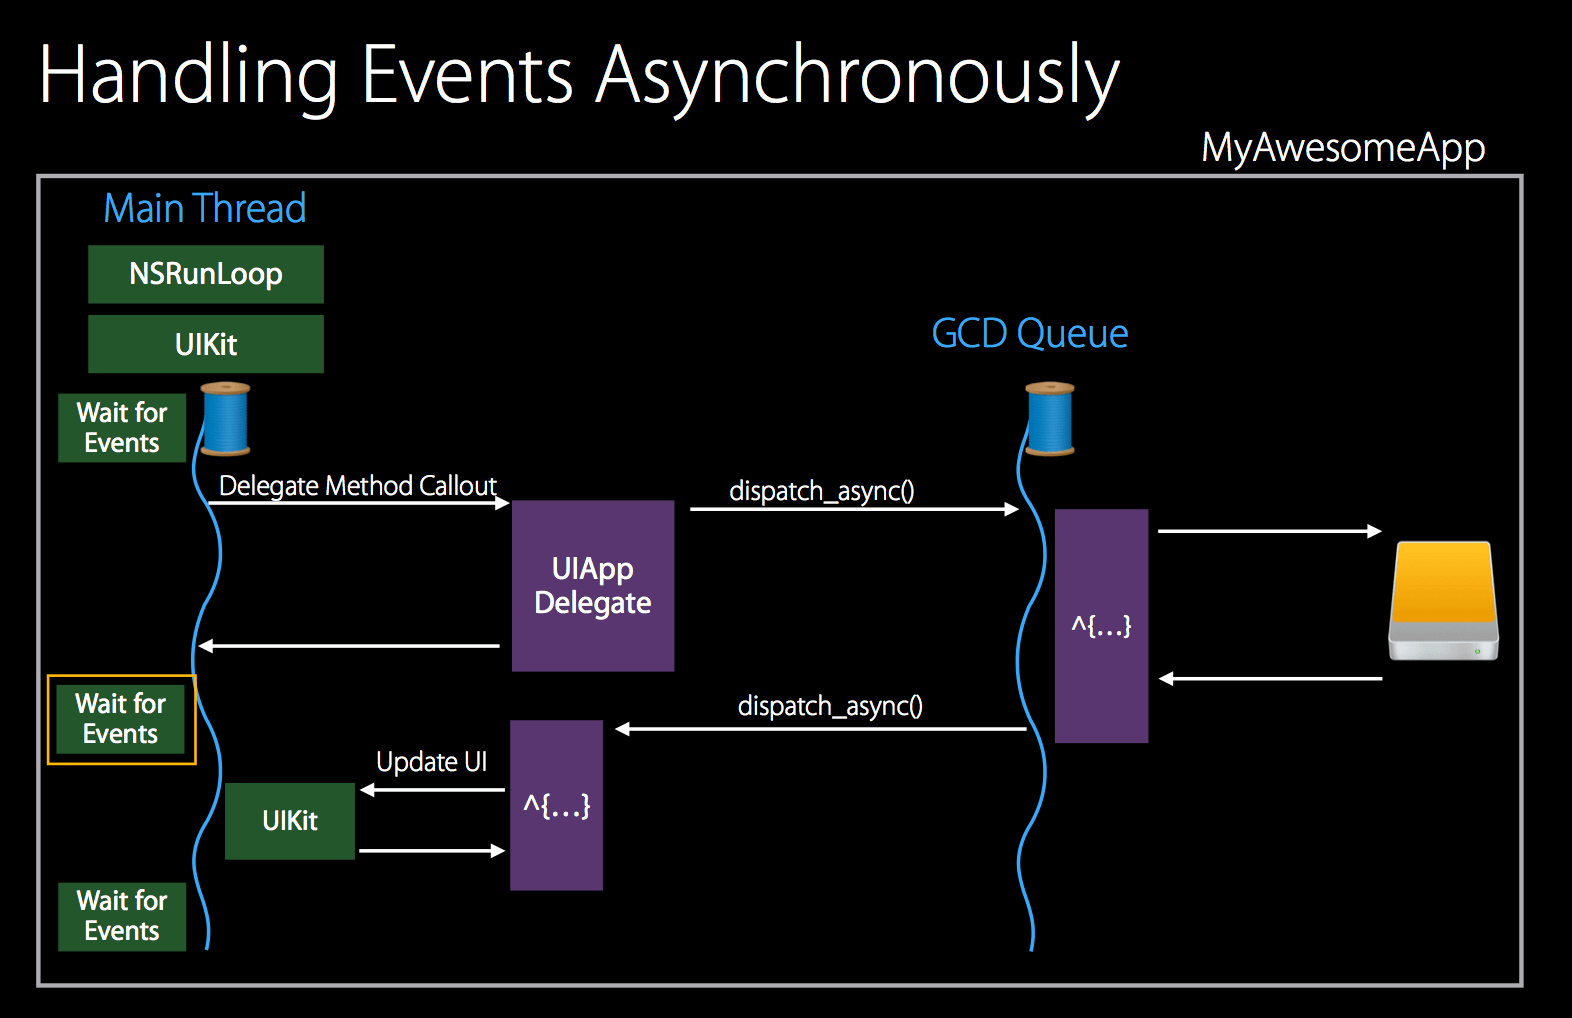 Handling Events Asynchronously
MyAwesomeApp
Main Thread
NSRunLoop
UIKit
GCD Queue
Wait for
Events
Delegate Method Callout
dispatch_async()
UIApp
Delegate
^{...}
Wait for
Events
dispatch_async()
Update UI
^{...}
UIKit
Wait for
Events